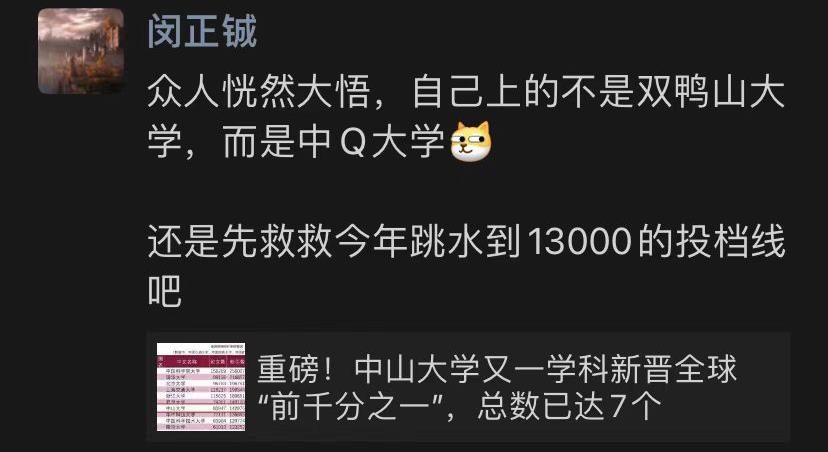 闵正铖
众人恍然大悟，自己上的不是双鸭山大
学，而是中Q大学
还是先救救今年跳水到13000的投档线
吧
重磅！中山大学又一学科新晋全球
“前千分之一”，总数已达7个